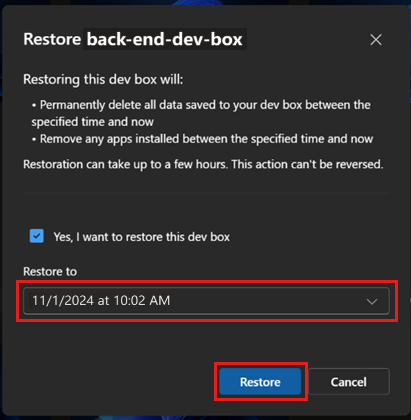 Restore back-end-dev-box
Restoring this dev box will:
• Permanently delete all data saved to your dev box between the
specified time and now
• Remove any apps installed between the specified time and now
Restoration can take up to a few hours. This action can't be reversed.
Yes, I want to restore this dev box
Restore to
11/1/2024 at 10:02 AM
Restore
Cancel